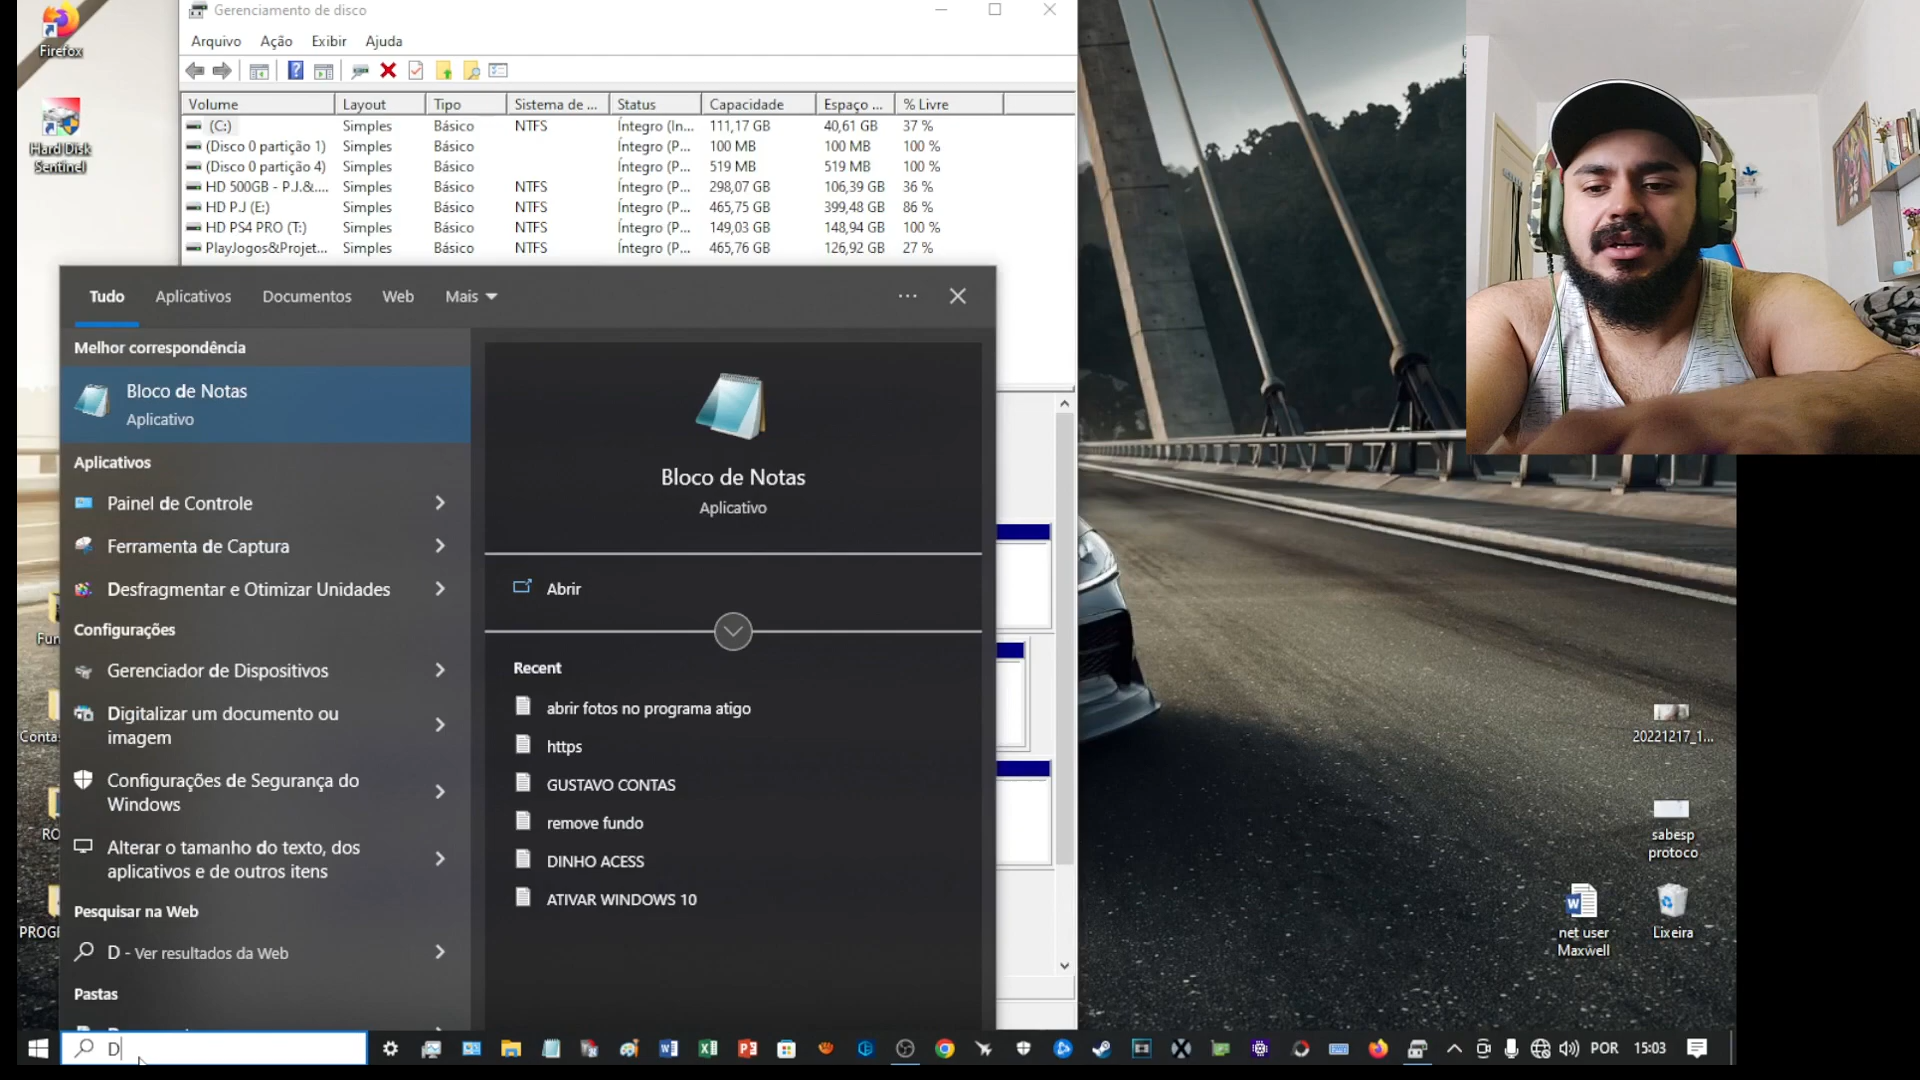 Firefox
Hard Disk
Sentinel
Gerenciamento de disco
Arquivo Ação Exibir Ajuda
Volume Layout Tipo Sistema de ... Status Capacidade Espaço ... % Livre
(C:) Simples Básico NTFS Íntegro (In... 111,17 GB 40,61 GB 37 %
(Disco 0 partição 1) Simples Básico Íntegro (P... 100 MB 100 MB 100 %
(Disco 0 partição 4) Simples Básico Íntegro (P... 519 MB 519 MB 100 %
HD 500GB - P.J.&.... Simples Básico NTFS Íntegro (P... 298,07 GB 106,39 GB 36 %
HD P.J (E:) Simples Básico NTFS Íntegro (P... 465,75 GB 399,48 GB 86 %
HD PS4 PRO (T:) Simples Básico NTFS Íntegro (P... 149,03 GB 148,94 GB 100 %
PlayJogos&Projet... Simples Básico NTFS Íntegro (P... 465,76 GB 126,92 GB 27 %
Tudo Aplicativos Documentos Web Mais
Melhor correspondência
Bloco de Notas
Aplicativo
Aplicativos
Painel de Controle
Ferramenta de Captura
Desfragmentar e Otimizar Unidades
Configurações
Gerenciador de Dispositivos
Digitalizar um documento ou
imagem
Configurações de Segurança do
Windows
Alterar o tamanho do texto, dos
aplicativos e de outros itens
Pesquisar na Web
D - Ver resultados da Web
Pastas
Bloco de Notas
Aplicativo
Abrir
Recent
abrir fotos no programa atigo
https
GUSTAVO CONTAS
remove fundo
DINHO ACESS
ATIVAR WINDOWS 10
Fun
Conta
RO
PROG
20221217_1...
sabesp
protoco
net user
Maxwell
Lixeira
D
POR 15:03